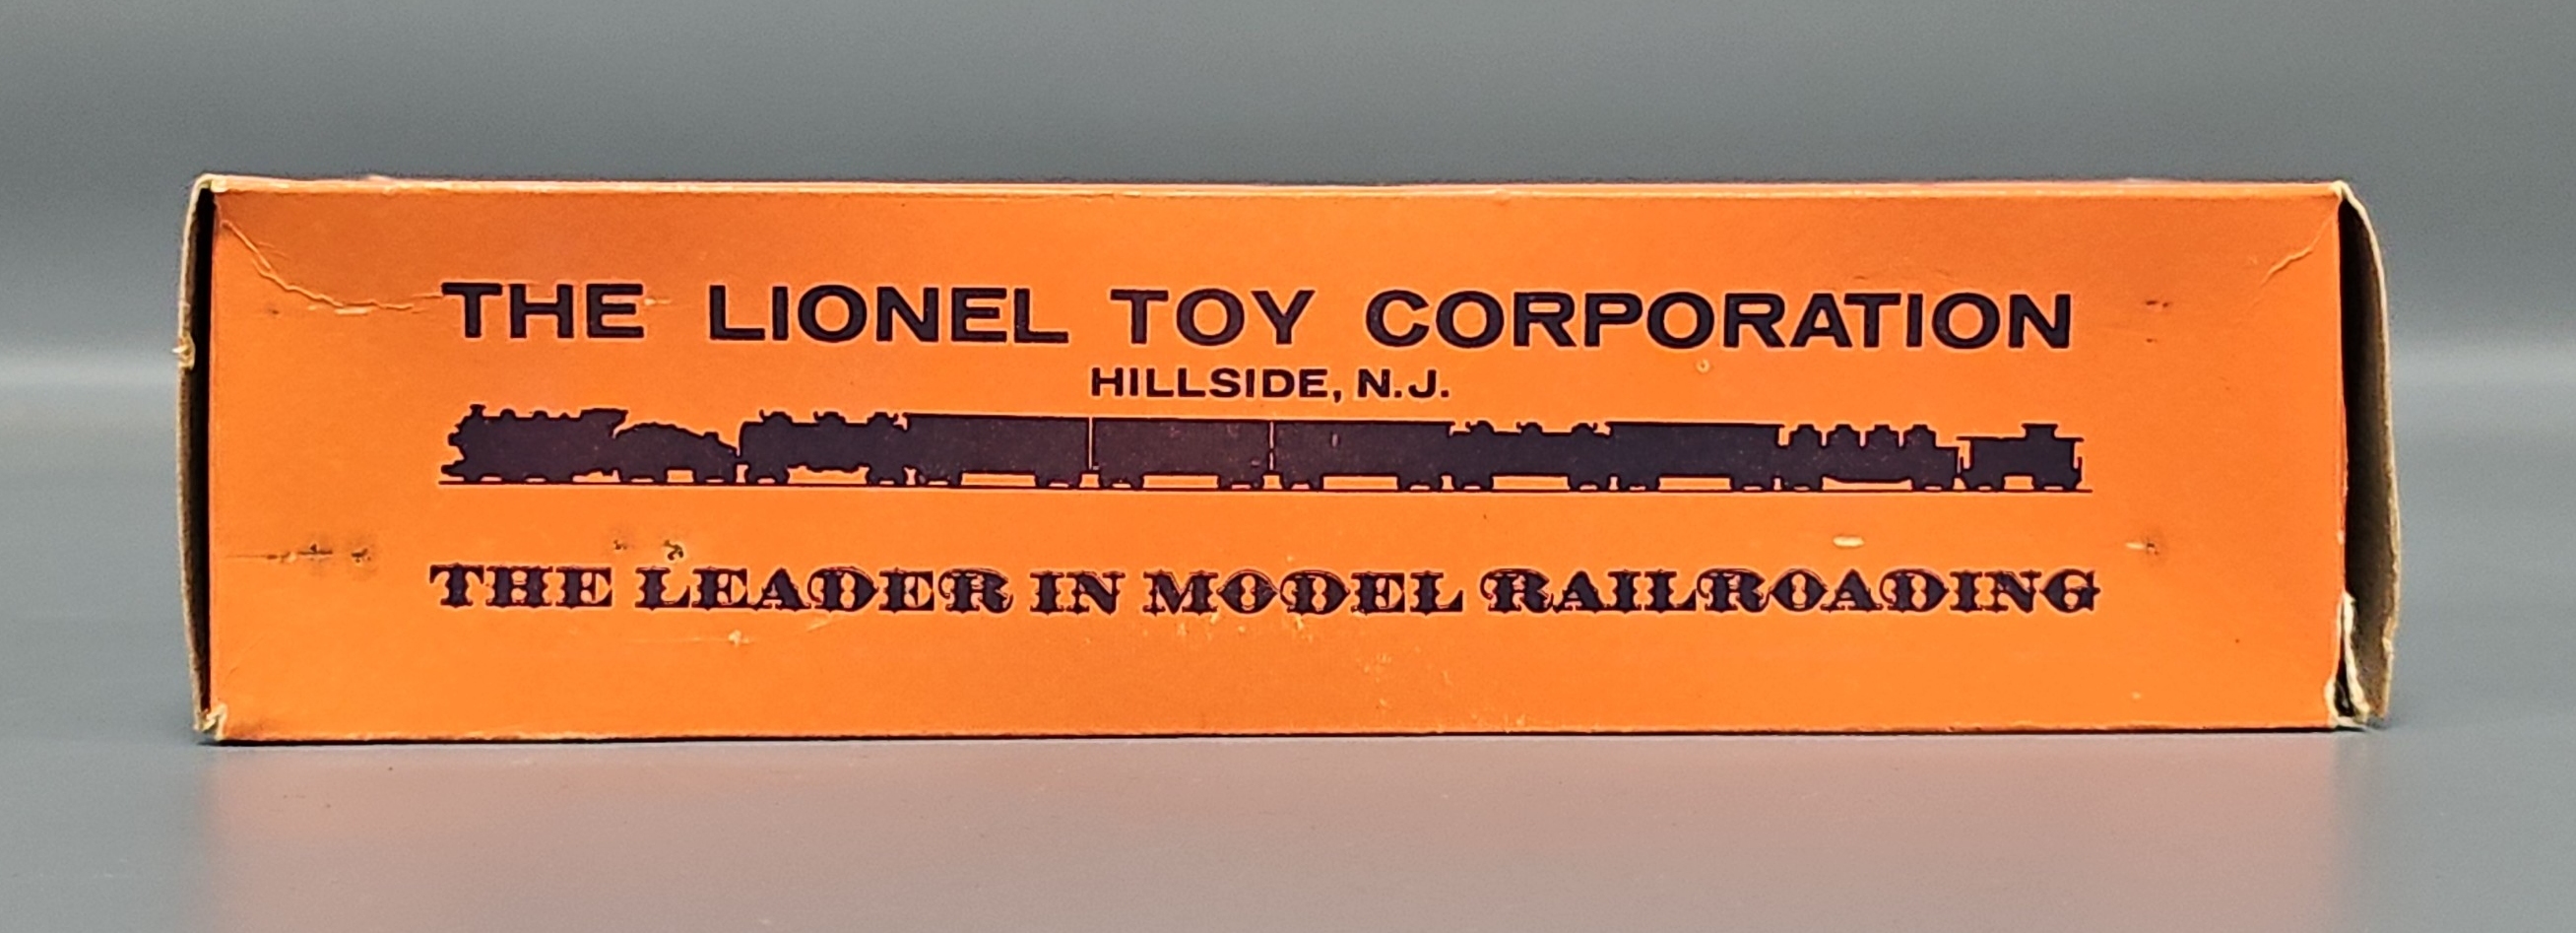 THE LIONEL TOY CORPORATION
HILLSIDE, N.J.
THE LEADER IN MODEL RAILROADING